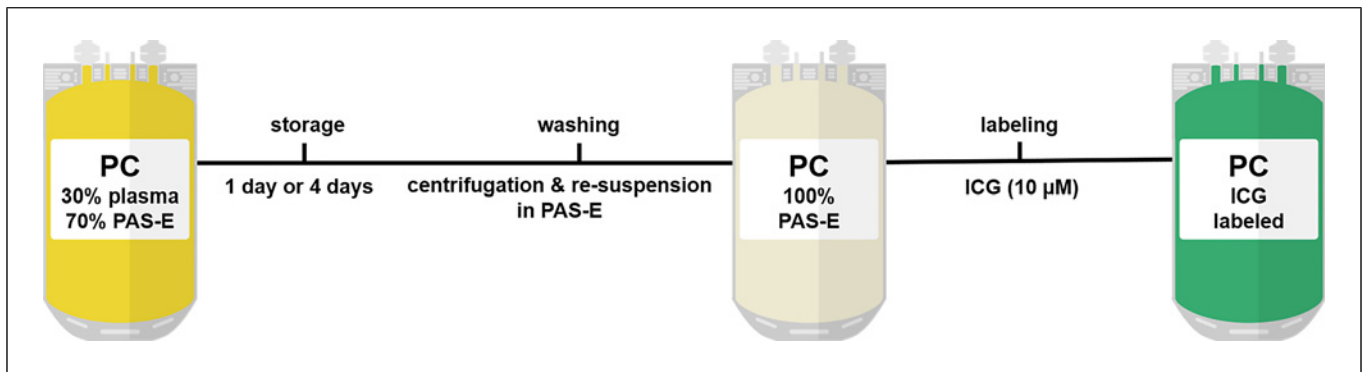 PC
30% plasma
70% PAS-E
storage
1 day or 4 days
washing
centrifugation & re-suspension
in PAS-E
PC
100%
PAS-E
labeling
ICG (10 µM)
PC
ICG
labeled